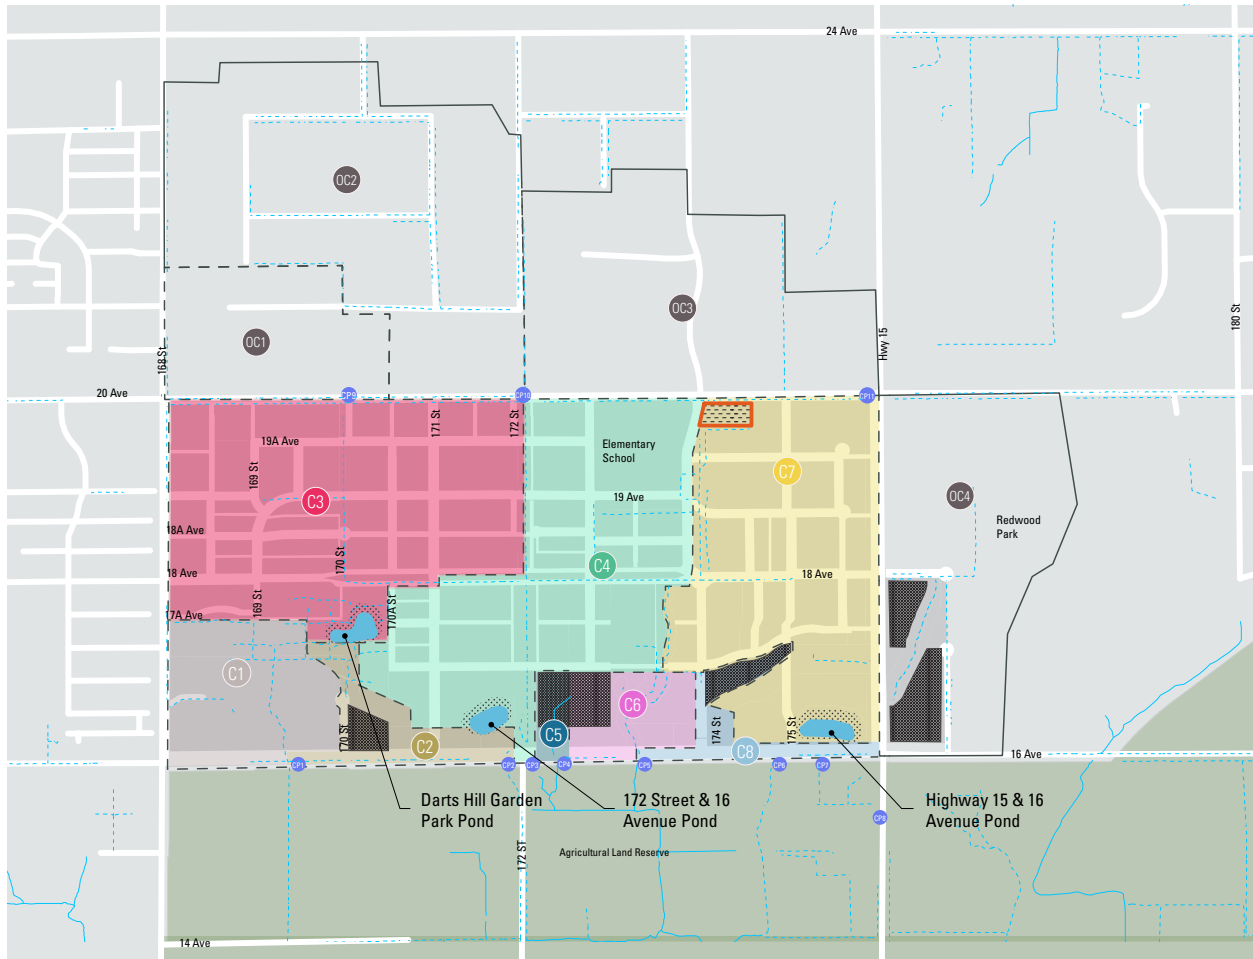 24 Ave
OC2
OC3
180 St
OC1
Hwy 15
168 St
20 Ave
CP9
CP10
CP11
171 St
172 St
19A Ave
Elementary
School
C7
169 St
C3
19 Ave
OC4
Redwood
Park
18A Ave
170 St
C4
18 Ave
18 Ave
169 St
170A St
17A Ave
C1
C6
170 St
C2
C5
174 St
175 St
C8
16 Ave
CP1
CP2
CP3
CP4
CP5
CP6
CP7
Darts Hill Garden
Park Pond
172 Street & 16
Avenue Pond
Highway 15 & 16
Avenue Pond
CP8
172 ST
Agricultural Land Reserve
14 Ave